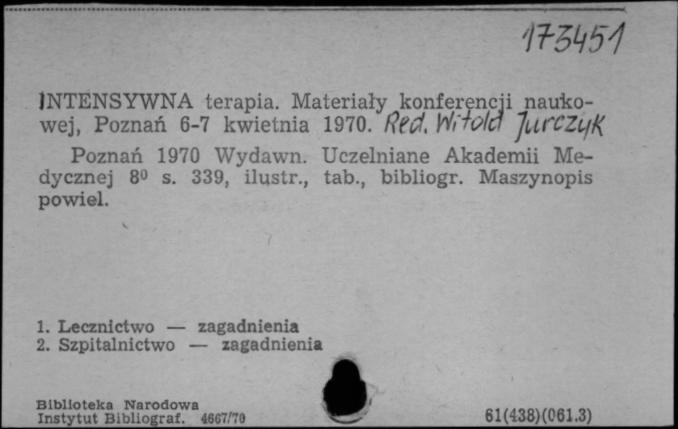 173451
INTENSYWNA terapia. Materiały konferencji nauko-
wej, Poznań 6-7 kwietnia 1970. Red. Witold Jurczyk
Poznań 1970 Wydawn. Uczelniane Akademii Me-
dycznej 8⁰ s. 339, ilustr., tab., bibliogr. Maszynopis
powiel.
1. Lecznictwo — zagadnienia
2. Szpitalnictwo — zagadnienia
Biblioteka Narodowa
Instytut Bibliograf. 4667/70 61(438)(061.3)